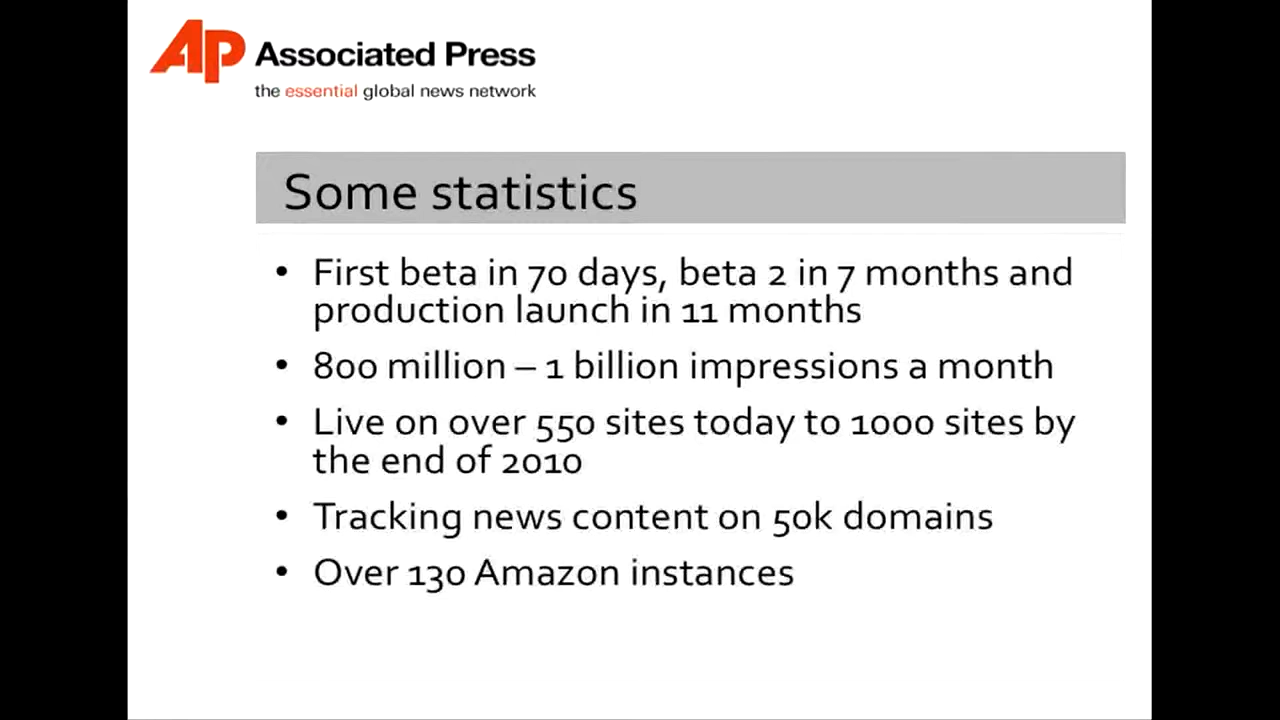 AP Associated Press
the essential global news network
Some statistics
• First beta in 70 days, beta 2 in 7 months and
production launch in 11 months
• 800 million – 1 billion impressions a month
• Live on over 550 sites today to 1000 sites by
the end of 2010
• Tracking news content on 50k domains
• Over 130 Amazon instances